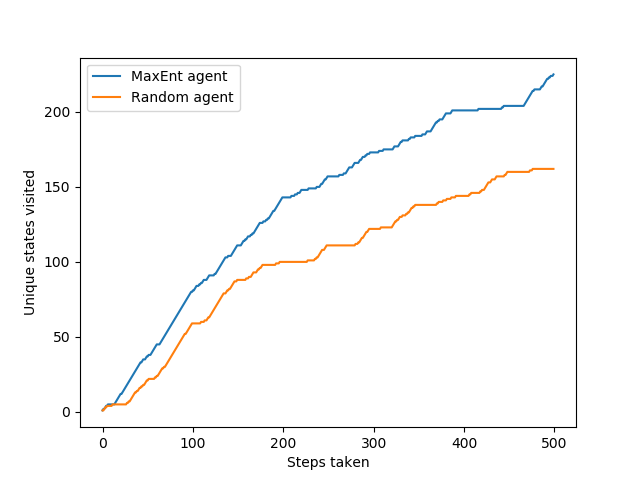 MaxEnt agent
Random agent
Unique states visited
200
150
100
50
0
0 100 200 300 400 500
Steps taken